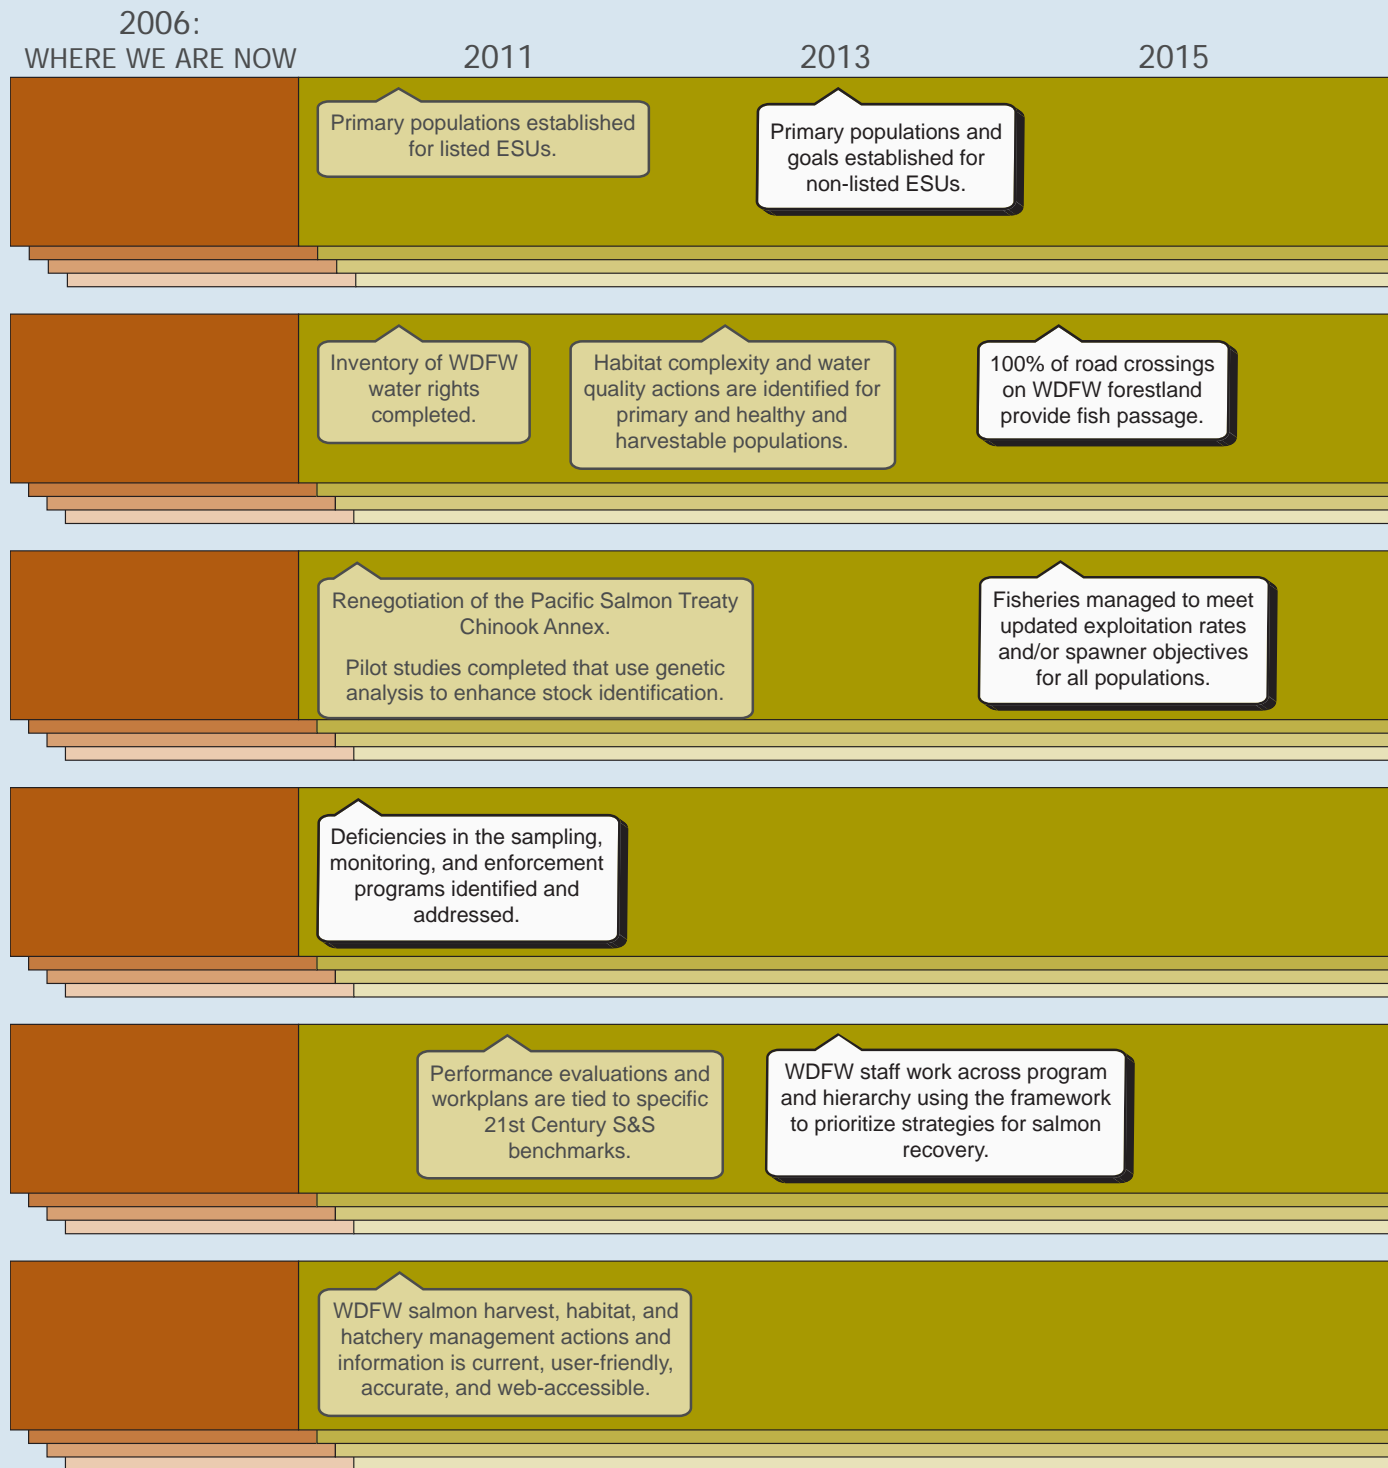 2006:
WHERE WE ARE NOW
2011
2013
2015
Primary populations established
for listed ESUs.
Primary populations and
goals established for
non-listed ESUs.
Inventory of WDFW
water rights
completed.
Habitat complexity and water
quality actions are identified for
primary and healthy and
harvestable populations.
100% of road crossings
on WDFW forestland
provide fish passage.
Renegotiation of the Pacific Salmon Treaty
Chinook Annex.
Pilot studies completed that use genetic
analysis to enhance stock identification.
Fisheries managed to meet
updated exploitation rates
and/or spawner objectives
for all populations.
Deficiencies in the sampling,
monitoring, and enforcement
programs identified and
addressed.
Performance evaluations and
workplans are tied to specific
21st Century S&S
benchmarks.
WDFW staff work across program
and hierarchy using the framework
to prioritize strategies for salmon
recovery.
WDFW salmon harvest, habitat, and
hatchery management actions and
information is current, user-friendly,
accurate, and web-accessible.